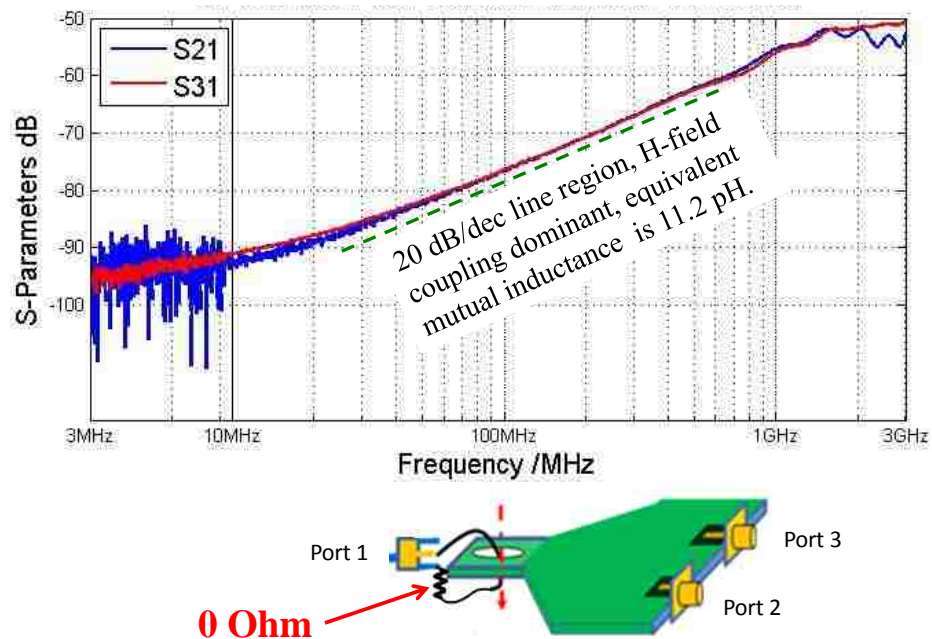 -50
-60
-70
-80
-90
-100
S-Parameters dB
S21
S31
20 dB/dec line region, H-field
coupling dominant, equivalent
mutual inductance is 11.2 pH.
3MHz 10MHz 100MHz 1GHz 3GHz
Frequency /MHz
Port 1
Port 3
Port 2
0 Ohm